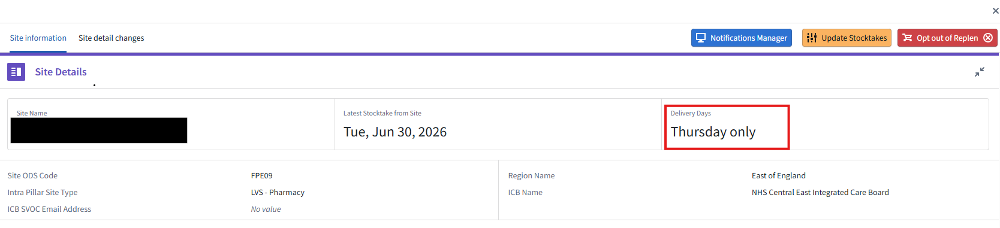 Site information
Site detail changes
Notifications Manager
Update Stocktakes
Opt out of Replen
Site Details
Site Name
Latest Stocktake from Site
Tue, Jun 30, 2026
Delivery Days
Thursday only
Site ODS Code
FPE09
Region Name
East of England
Intra Pillar Site Type
LVS - Pharmacy
ICB Name
NHS Central East Integrated Care Board
ICB SVOC Email Address
No value